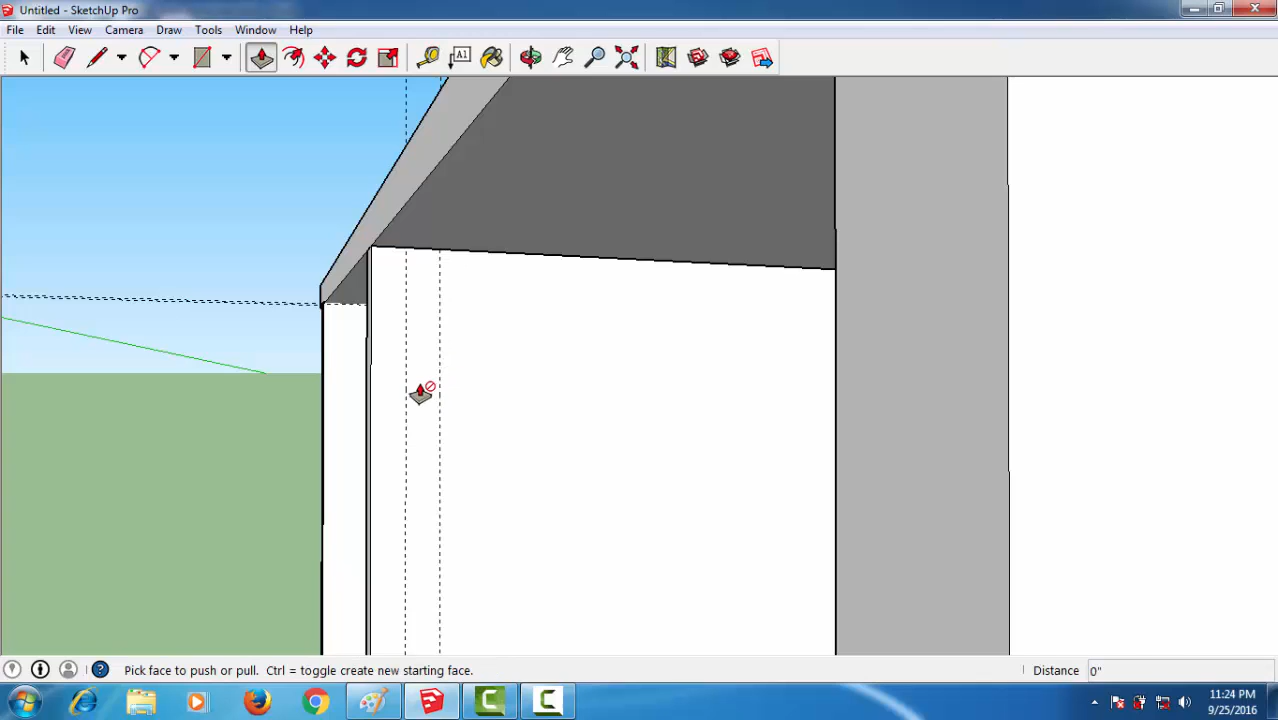 Untitled - SketchUp Pro
File Edit View Camera Draw Tools Window Help
A1
Pick face to push or pull. Ctrl = toggle create new starting face. Distance 0"
11:24 PM
9/25/2016